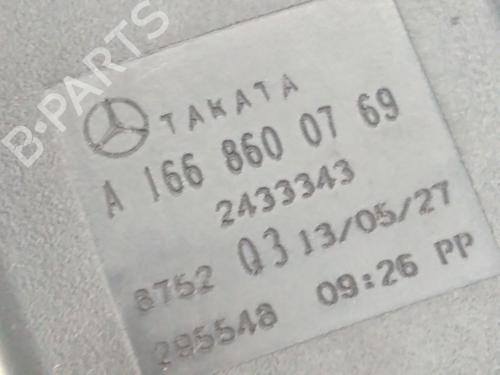 B-PARTS
TAKATA
A 166 860 07 69
2433343
8752 Q3 13/05/27
295548 09:26 PP